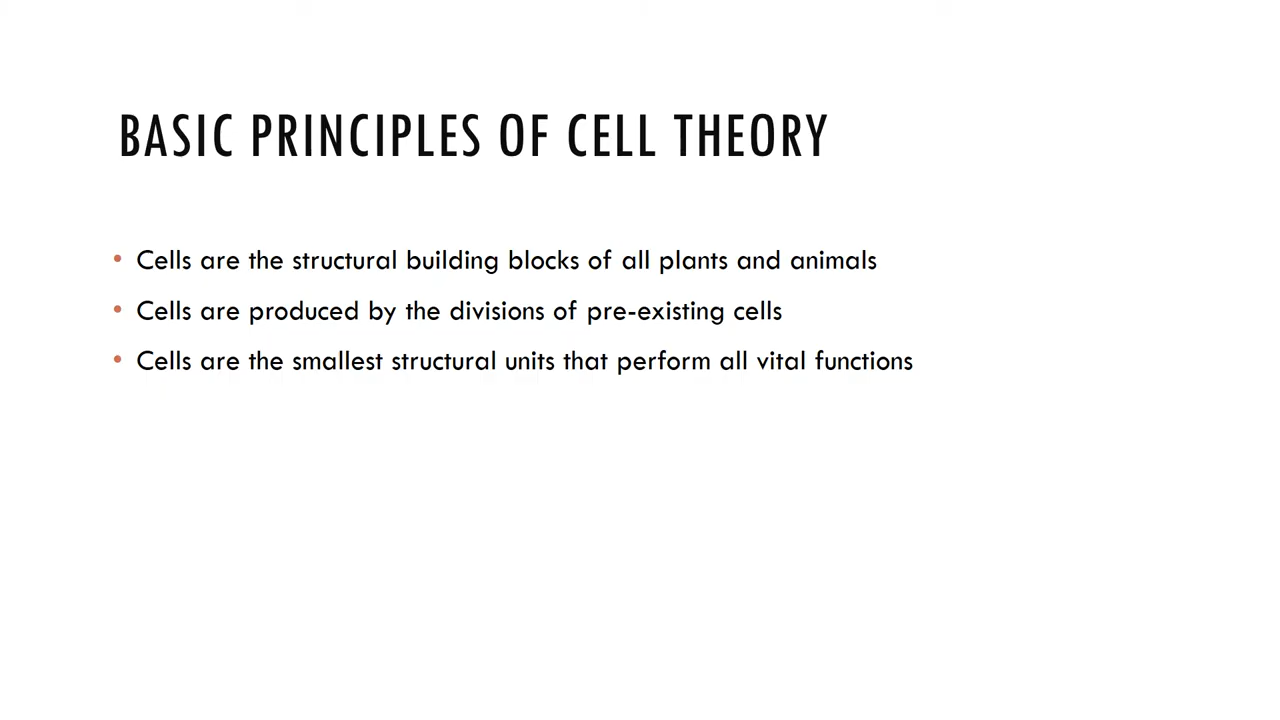 BASIC PRINCIPLES OF CELL THEORY
• Cells are the structural building blocks of all plants and animals
• Cells are produced by the divisions of pre-existing cells
• Cells are the smallest structural units that perform all vital functions